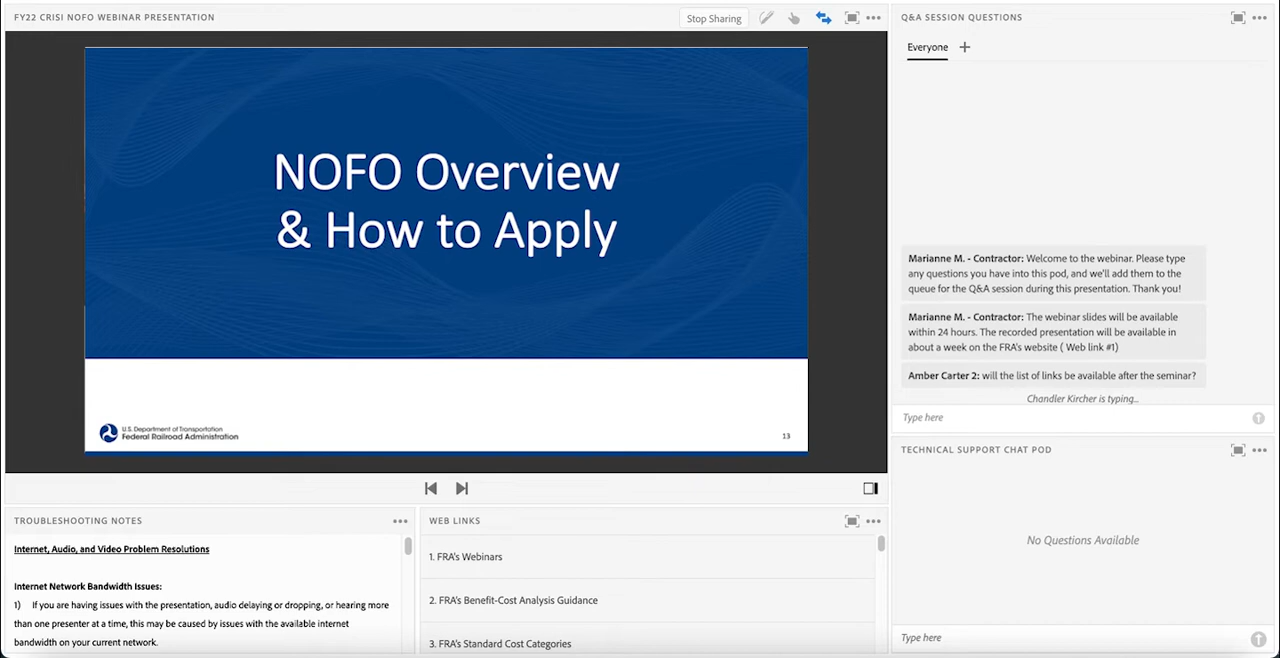 FY22 CRISI NOFO WEBINAR PRESENTATION
Stop Sharing
NOFO Overview
& How to Apply
U.S. Department of Transportation
Federal Railroad Administration
13
Q&A SESSION QUESTIONS
Everyone
Marianne M. - Contractor: Welcome to the webinar. Please type
any questions you have into this pod, and we'll add them to the
queue for the Q&A session during this presentation. Thank you!
Marianne M. - Contractor: The webinar slides will be available
within 24 hours. The recorded presentation will be available in
about a week on the FRA's website ( Web link #1)
Amber Carter 2: will the list of links be available after the seminar?
Chandler Kircher is typing...
Type here
TECHNICAL SUPPORT CHAT POD
No Questions Available
Type here
TROUBLESHOOTING NOTES
Internet, Audio, and Video Problem Resolutions
Internet Network Bandwidth Issues:
1) If you are having issues with the presentation, audio delaying or dropping, or hearing more
than one presenter at a time, this may be caused by issues with the available internet
bandwidth on your current network.
WEB LINKS
1. FRA's Webinars
2. FRA's Benefit-Cost Analysis Guidance
3. FRA's Standard Cost Categories